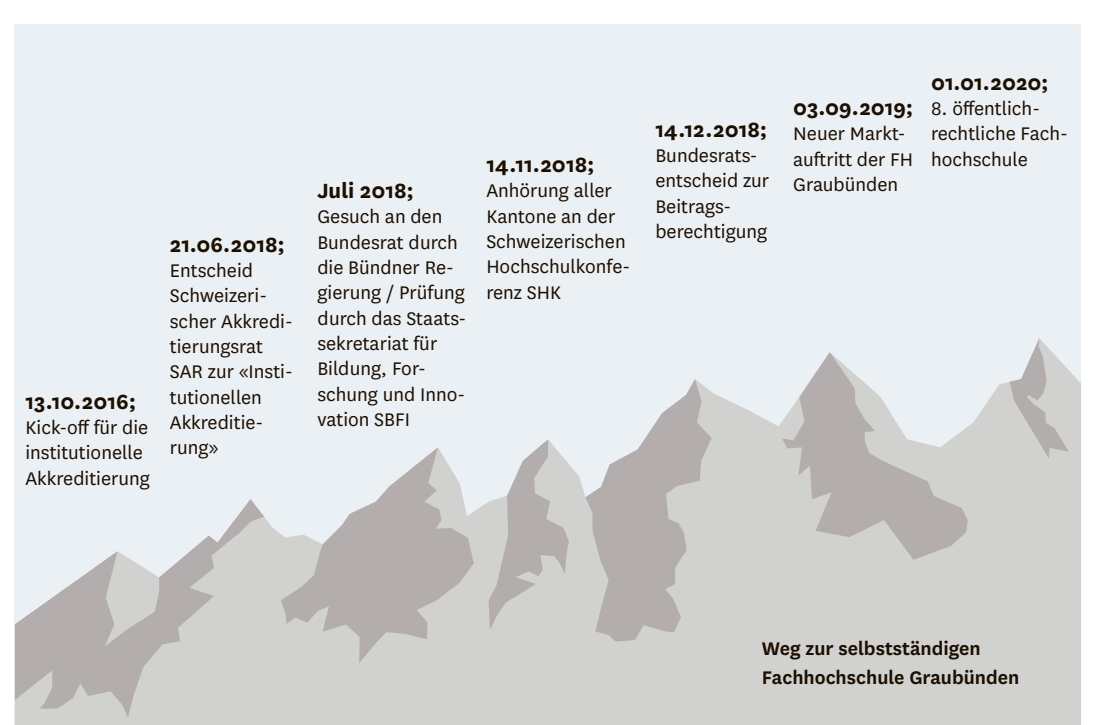 13.10.2016;
Kick-off für die
institutionelle
Akkreditierung
21.06.2018;
Entscheid
Schweizeri-
scher Akkredi-
tierungsrat
SAR zur «Insti-
tutionellen
Akkreditie-
rung»
Juli 2018;
Gesuch an den
Bundesrat durch
die Bündner Re-
gierung / Prüfung
durch das Staats-
sekretariat für
Bildung, For-
schung und Inno-
vation SBFI
14.11.2018;
Anhörung aller
Kantone an der
Schweizerischen
Hochschulkonfe-
renz SHK
14.12.2018;
Bundesrats-
entscheid zur
Beitrags-
berechtigung
03.09.2019;
Neuer Markt-
auftritt der FH
Graubünden
01.01.2020;
8. öffentlich-
rechtliche Fach-
hochschule
Weg zur selbstständigen
Fachhochschule Graubünden